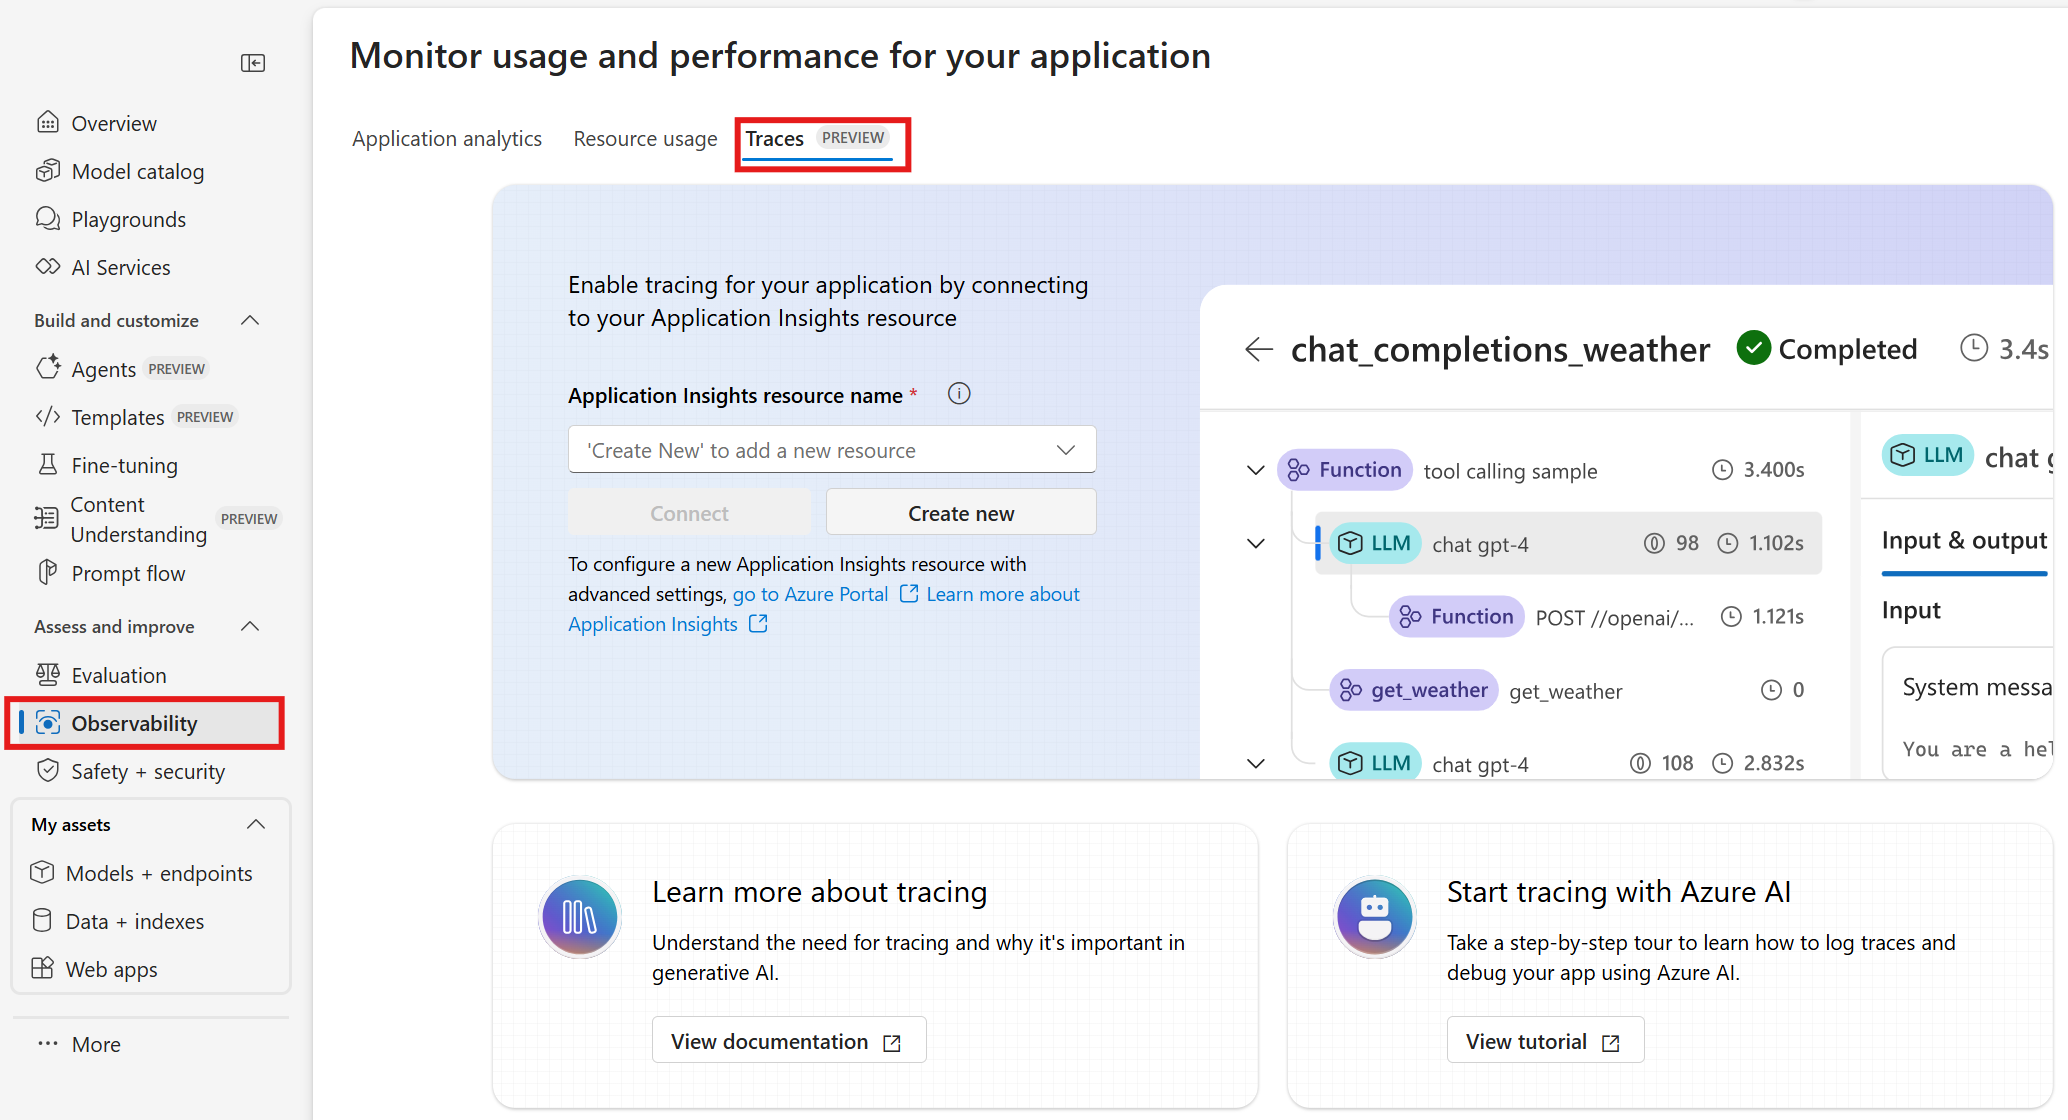 Monitor usage and performance for your application
Overview
Model catalog
Playgrounds
AI Services
Build and customize
Agents PREVIEW
Templates PREVIEW
Fine-tuning
Content
Understanding PREVIEW
Prompt flow
Assess and improve
Evaluation
Observability
Safety + security
My assets
Models + endpoints
Data + indexes
Web apps
More
Application analytics Resource usage Traces PREVIEW
Enable tracing for your application by connecting
to your Application Insights resource
Application Insights resource name *
'Create New' to add a new resource
Connect Create new
To configure a new Application Insights resource with
advanced settings, go to Azure Portal Learn more about
Application Insights
chat_completions_weather Completed 3.4s
Function tool calling sample 3.400s
LLM chat gpt-4 98 1.102s
Function POST //openai/... 1.121s
get_weather get_weather 0
LLM chat gpt-4 108 2.832s
LLM chat
Input & output
Input
System messa
You are a hel
Learn more about tracing
Understand the need for tracing and why it's important in
generative AI.
View documentation
Start tracing with Azure AI
Take a step-by-step tour to learn how to log traces and
debug your app using Azure AI.
View tutorial